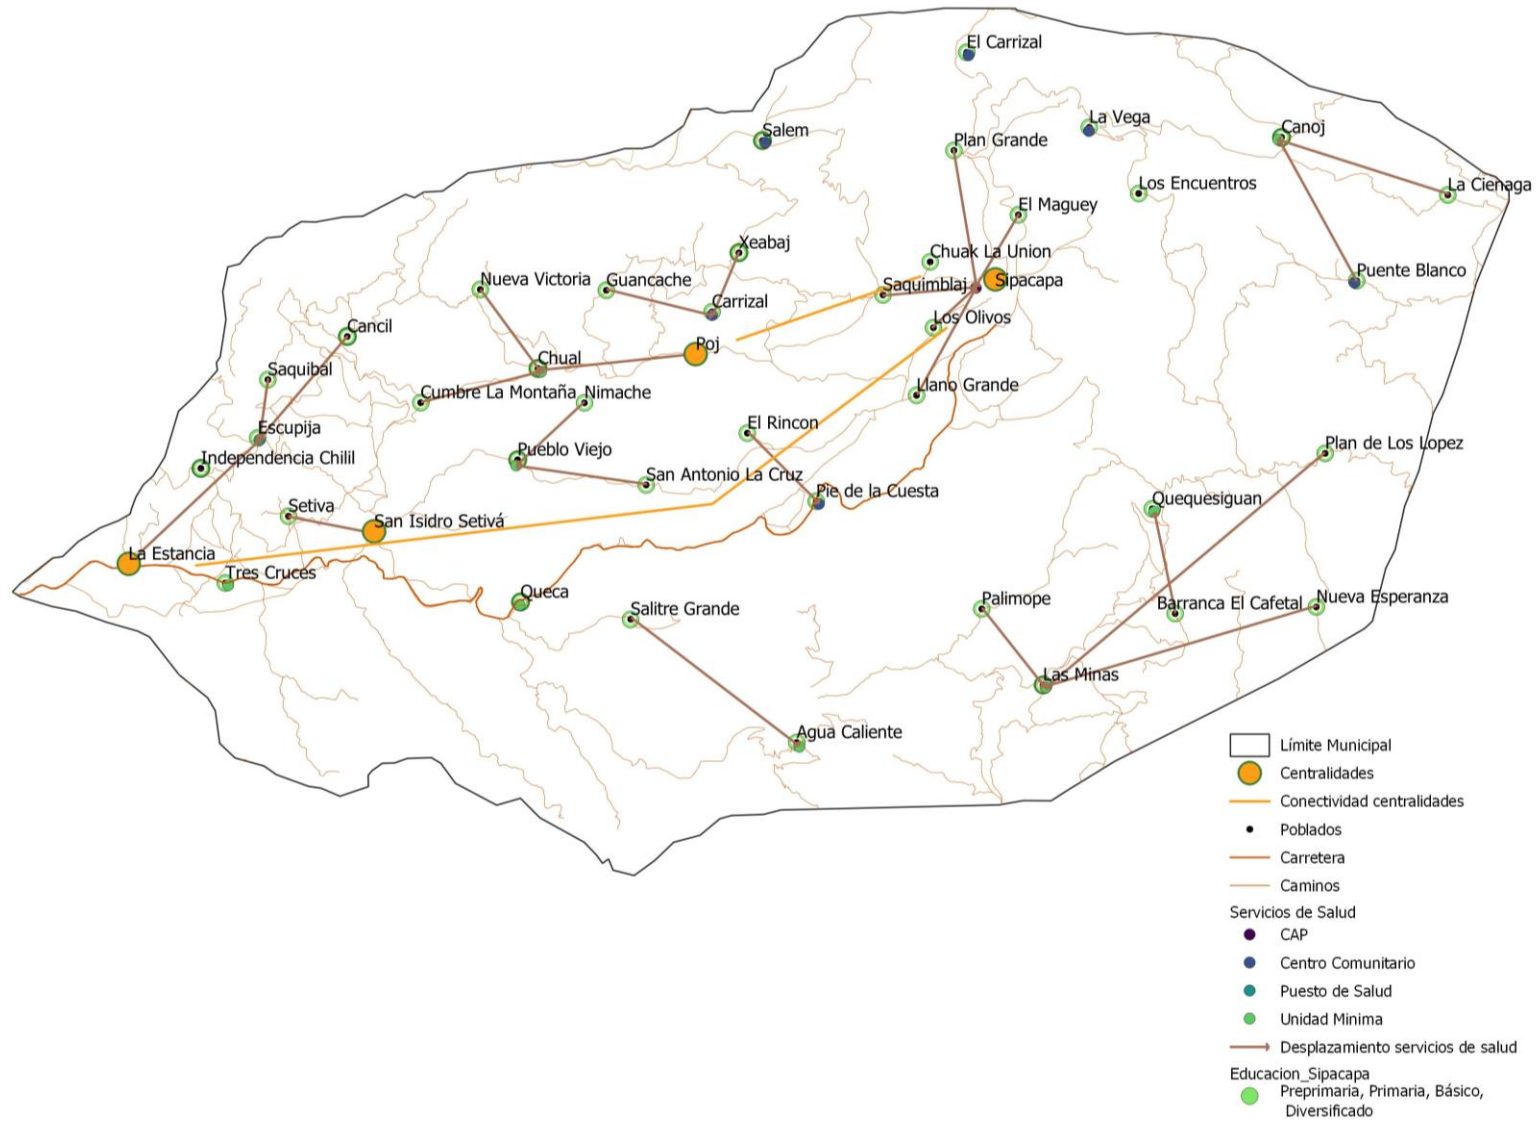 El Carrizal
La Vega
Salem
Canoj
Plan Grande
Los Encuentros
La Cienaga
El Maguey
Xeabaj
Chuak La Union
Puente Blanco
Nueva Victoria
Guancache
Saquimblaj
Sipacapa
Carrizal
Los Olivos
Cancil
Poj
Chual
Saquibal
Llano Grande
Cumbre La Montaña
Nimache
El Rincon
Escupija
Plan de Los Lopez
Pueblo Viejo
Independencia Chilil
San Antonio La Cruz
Pie de la Cuesta
Quequesiguan
Setiva
San Isidro Setivá
La Estancia
Tres Cruces
Queca
Salitre Grande
Palimope
Barranca El Cafetal
Nueva Esperanza
Las Minas
Agua Caliente
Límite Municipal
Centralidades
Conectividad centralidades
Poblados
Carretera
Caminos
Servicios de Salud
CAP
Centro Comunitario
Puesto de Salud
Unidad Minima
Desplazamiento servicios de salud
Educacion_Sipacapa
Preprimaria, Primaria, Básico,
Diversificado